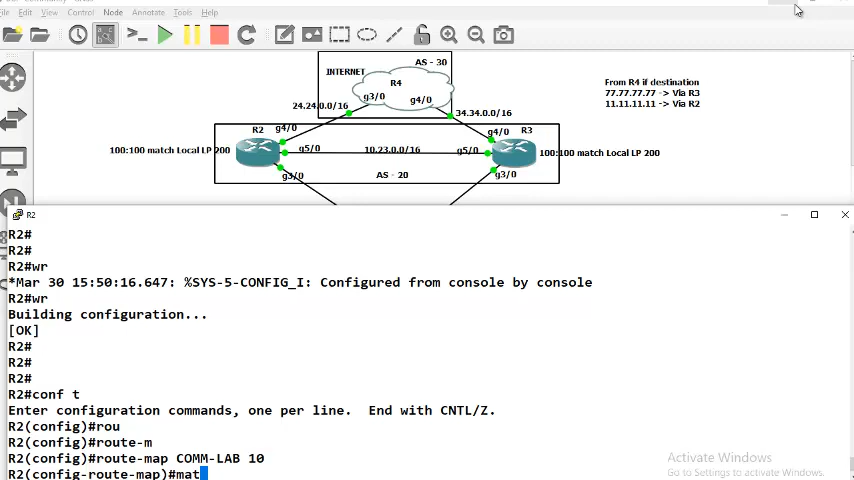 File Edit View Control Node Annotate Tools Help
AS - 30
INTERNET
R4
g3/0
g4/0
From R4 if destination
77.77.77.77 -> Via R3
11.11.11.11 -> Via R2
24.24.0.0/16
34.34.0.0/16
R2
g4/0
g4/0
R3
100:100 match Local LP 200
g5/0
10.23.0.0/16
g5/0
100:100 match Local LP 200
g3/0
AS - 20
g3/0
R2
R2#
R2#
R2#wr
*Mar 30 15:50:16.647: %SYS-5-CONFIG_I: Configured from console by console
R2#wr
Building configuration...
[OK]
R2#
R2#
R2#
R2#conf t
Enter configuration commands, one per line.  End with CNTL/Z.
R2(config)#rou
R2(config)#route-m
R2(config)#route-map COMM-LAB 10
R2(config-route-map)#mat
Activate Windows
Go to Settings to activate Windows.